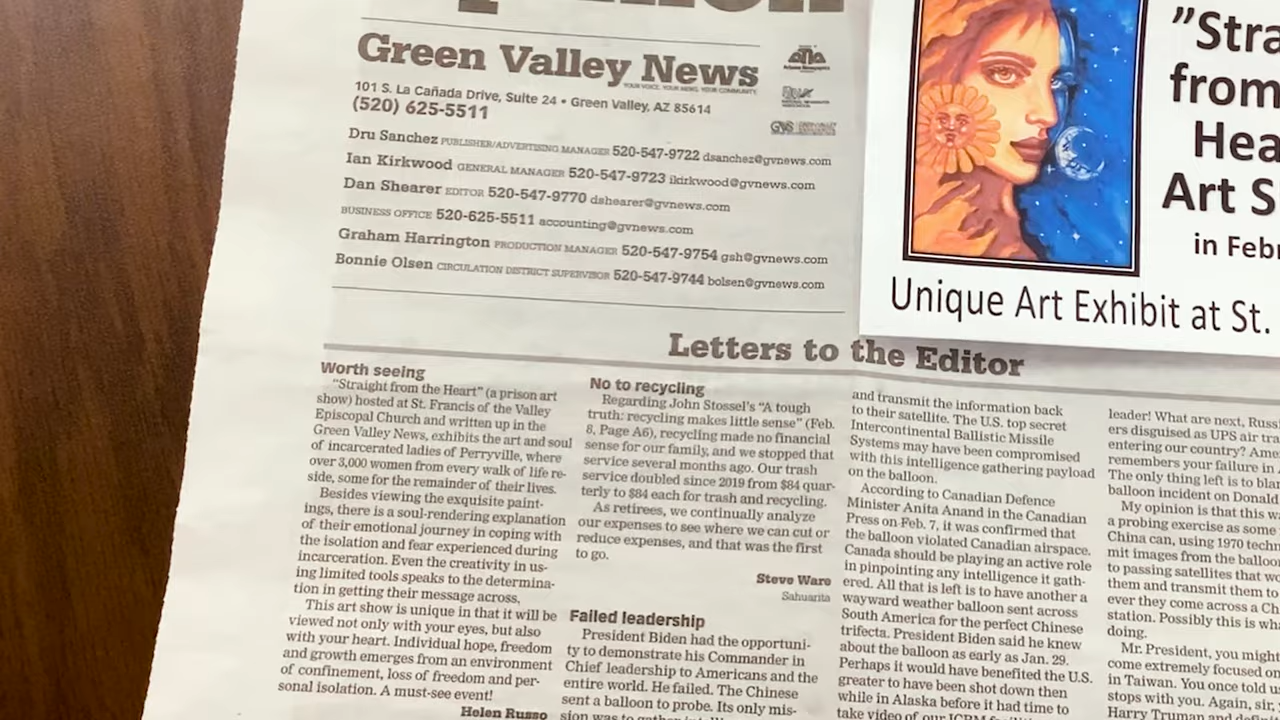 Green Valley News
YOUR VOICE. YOUR NEWS. YOUR COMMUNITY.
101 S. La Cañada Drive, Suite 24 • Green Valley, AZ 85614
(520) 625-5511
Dru Sanchez PUBLISHER/ADVERTISING MANAGER 520-547-9722 dsanchez@gvnews.com
Ian Kirkwood GENERAL MANAGER 520-547-9723 ikirkwood@gvnews.com
Dan Shearer EDITOR 520-547-9770 dshearer@gvnews.com
BUSINESS OFFICE 520-625-5511 accounting@gvnews.com
Graham Harrington PRODUCTION MANAGER 520-547-9754 gsh@gvnews.com
Bonnie Olsen CIRCULATION DISTRICT SUPERVISOR 520-547-9744 bolsen@gvnews.com
"Stra
from
Hea
Art S
in Febr
Unique Art Exhibit at St.
Letters to the Editor
Worth seeing
"Straight from the Heart" (a prison art
show) hosted at St. Francis of the Valley
Episcopal Church and written up in the
Green Valley News, exhibits the art and soul
of incarcerated ladies of Perryville, where
over 3,000 women from every walk of life re-
side, some for the remainder of their lives.
Besides viewing the exquisite paint-
ings, there is a soul-rendering explanation
of their emotional journey in coping with
the isolation and fear experienced during
incarceration. Even the creativity in us-
ing limited tools speaks to the determina-
tion in getting their message across,
This art show is unique in that it will be
viewed not only with your eyes, but also
with your heart. Individual hope, freedom
and growth emerges from an environment
of confinement, loss of freedom and per-
sonal isolation. A must-see event!
Helen Russo
No to recycling
Regarding John Stossel's "A tough
truth: recycling makes little sense" (Feb.
8, Page A6), recycling made no financial
sense for our family, and we stopped that
service several months ago. Our trash
service doubled since 2019 from $84 quar-
terly to $84 each for trash and recycling.
As retirees, we continually analyze
our expenses to see where we can cut or
reduce expenses, and that was the first
to go.
Steve Ware
Sahuarita
Failed leadership
President Biden had the opportuni-
ty to demonstrate his Commander in
Chief leadership to Americans and the
entire world. He failed. The Chinese
sent a balloon to probe. Its only mis-
sion was to gather
and transmit the information back
to their satellite. The U.S. top secret
Intercontinental Ballistic Missile
Systems may have been compromised
with this intelligence gathering payload
on the balloon.
According to Canadian Defence
Minister Anita Anand in the Canadian
Press on Feb. 7, it was confirmed that
the balloon violated Canadian airspace.
Canada should be playing an active role
in pinpointing any intelligence it gath-
ered. All that is left is to have another a
wayward weather balloon sent across
South America for the perfect Chinese
trifecta. President Biden said he knew
about the balloon as early as Jan. 29.
Perhaps it would have benefited the U.S.
greater to have been shot down then
while in Alaska before it had time to
take video of our ICBM
leader! What are next, Russ
ers disguised as UPS air tra
entering our country? Ame
remembers your failure in
The only thing left is to blan
balloon incident on Donald
My opinion is that this w
a probing exercise as some
China can, using 1970 techn
mit images from the balloo
to passing satellites that wo
them and transmit them to
ever they come across a Ch
station. Possibly this is wha
doing.
Mr. President, you might
come extremely focused on
in Taiwan. You once told u
stops with you. Again, sir,
Harry Truman